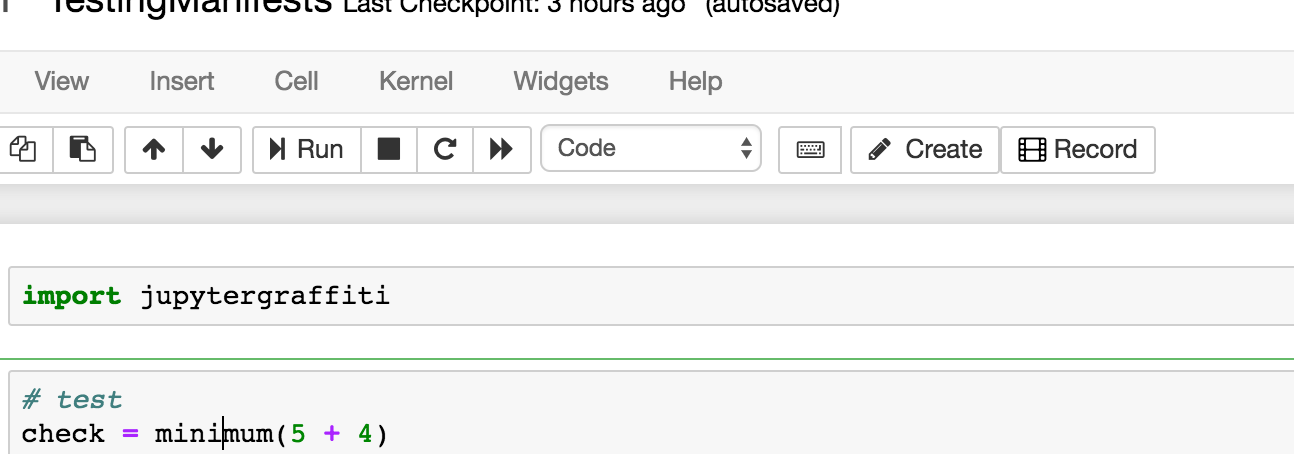 TestingManifests Last Checkpoint: 3 hours ago (autosaved)
View Insert Cell Kernel Widgets Help
Run Code Create Record
import jupytergraffiti
# test
check = minimum(5 + 4)